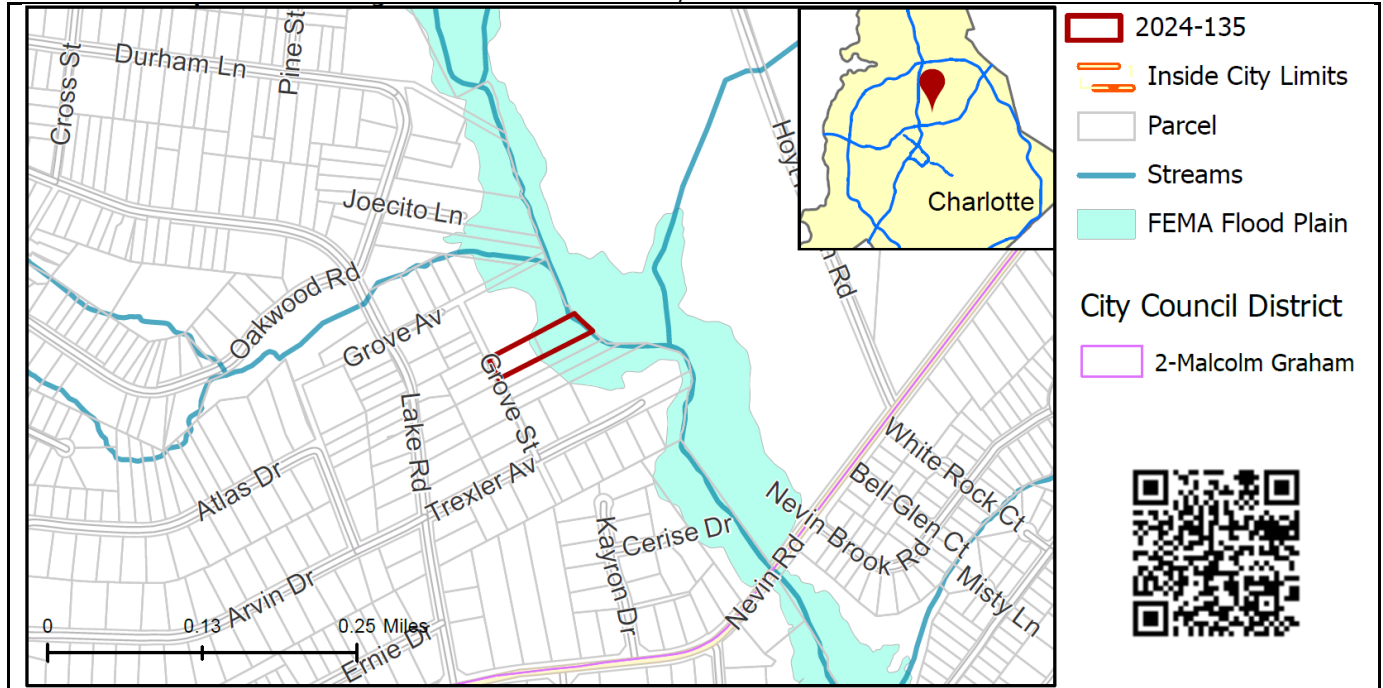 Durham Ln
Pine St
Cross St
Joecito Ln
Hoyt
n Rd
Charlotte
Oakwood Rd
Grove Av
Grove St
Lake Rd
Atlas Dr
Trexler Av
Kayron Dr
Cerise Dr
Arvin Dr
Ernie Dr
Nevin Rd
Nevin Brook Rd
White Rock Ct
Bell Glen Ct
Misty Ln
0 0.13 0.25 Miles
2024-135
Inside City Limits
Parcel
Streams
FEMA Flood Plain
City Council District
2-Malcolm Graham